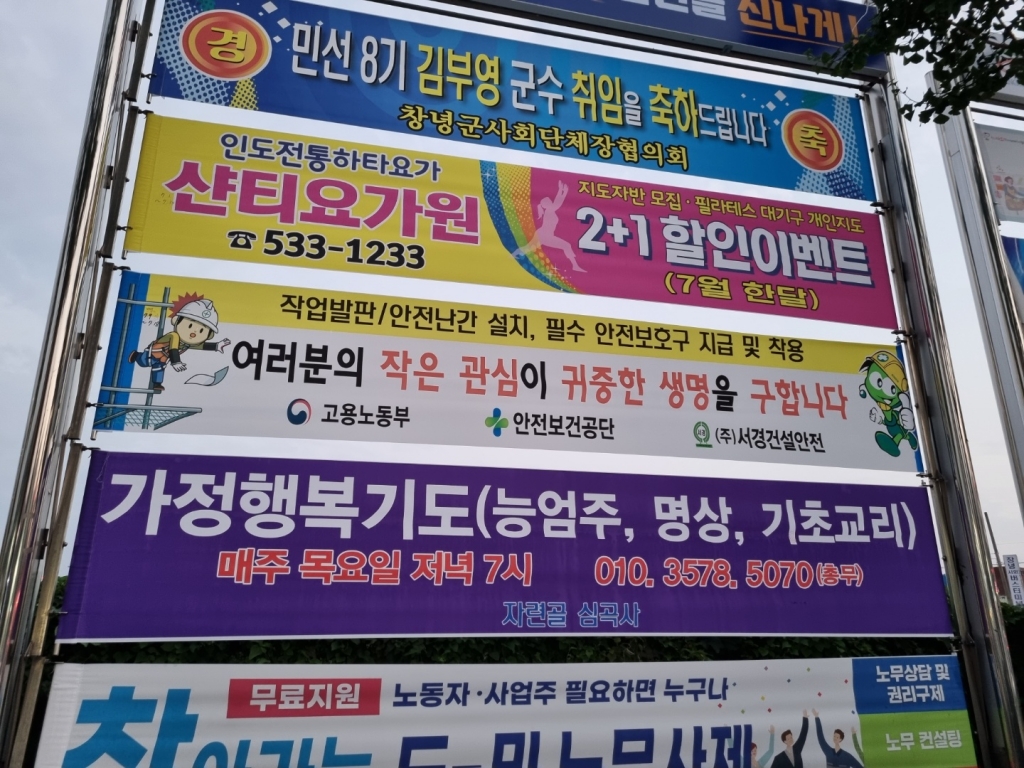 신나게!
경 민선 8기 김부영 군수 취임을 축하드립니다 축
창녕군사회단체장협의회
인도전통하타요가
샨티요가원
☎533-1233
지도자반 모집·필라테스 대기구 개인지도
2+1 할인이벤트
(7월 한달)
작업발판/안전난간 설치, 필수 안전보호구 지급 및 착용
여러분의 작은 관심이 귀중한 생명을 구합니다
고용노동부 안전보건공단 (주)서경건설안전
가정행복기도(능엄주, 명상, 기초교리)
매주 목요일 저녁 7시 010. 3578. 5070(총무)
자련골 심곡사
무료지원 노동자·사업주 필요하면 누구나
노무상담 및
권리구제
노무 컨설팅
찾아가는